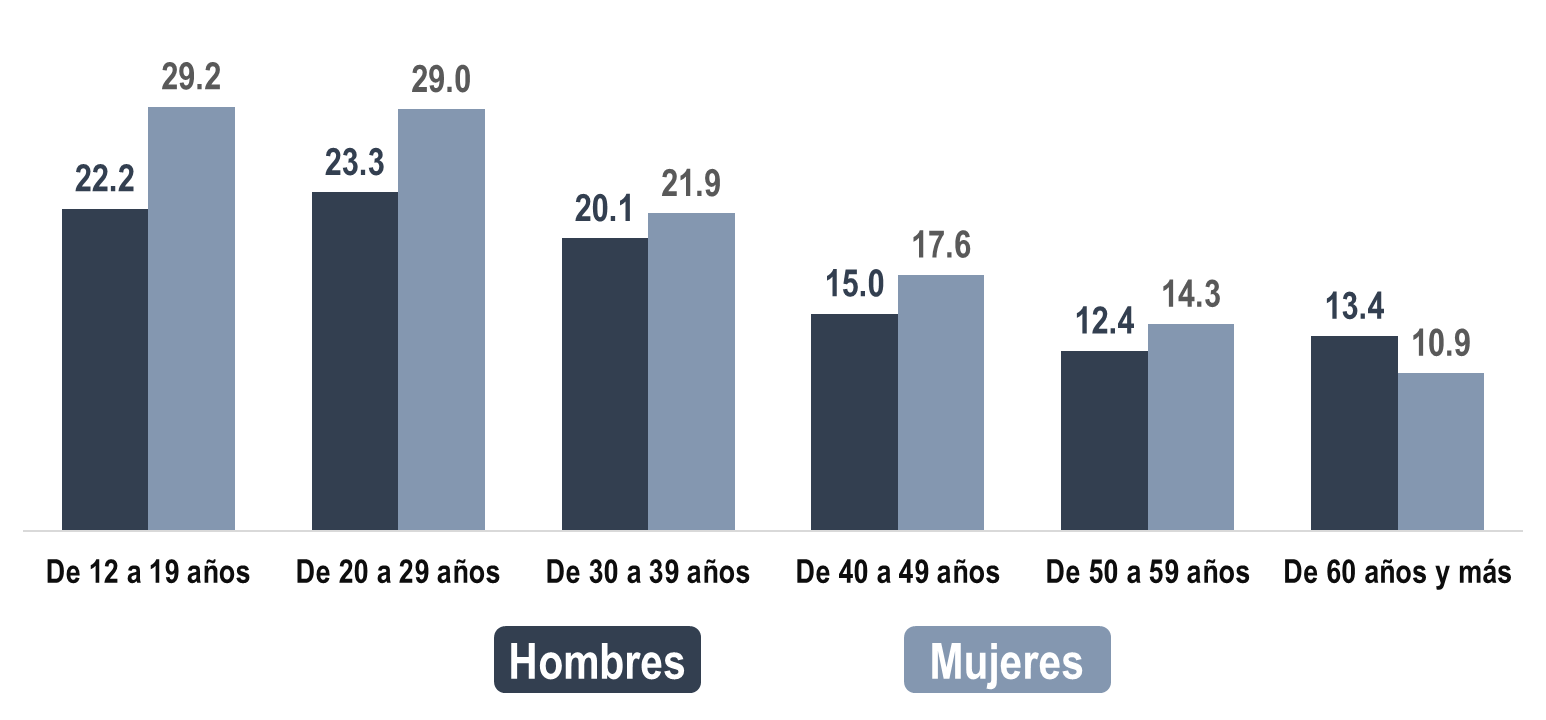 29.2
29.0
22.2
23.3
20.1
21.9
15.0
17.6
12.4
14.3
13.4
10.9
De 12 a 19 años
De 20 a 29 años
De 30 a 39 años
De 40 a 49 años
De 50 a 59 años
De 60 años y más
Hombres
Mujeres